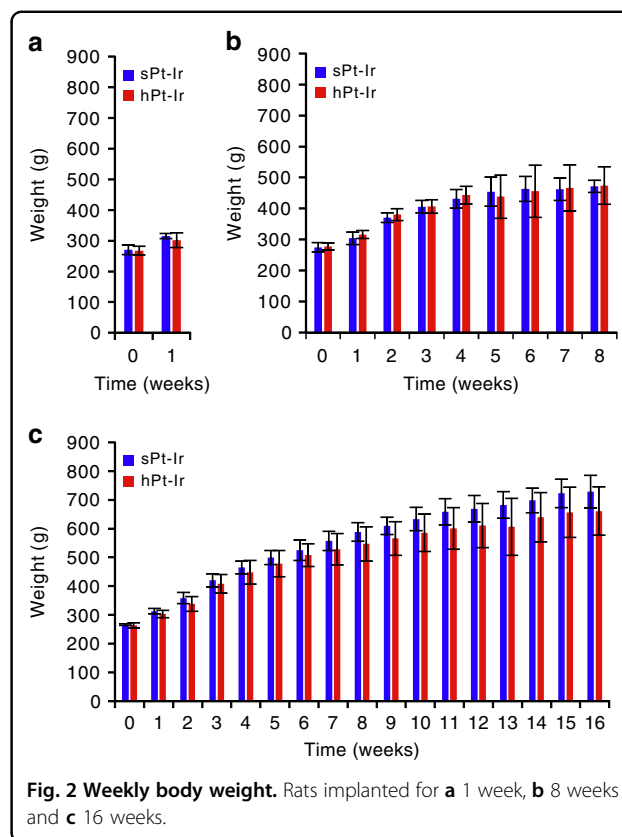 a
sPt-Ir
hPt-Ir
900
800
700
600
500
400
300
200
100
0
Weight (g)
0 1
Time (weeks)
b
sPt-Ir
hPt-Ir
900
800
700
600
500
400
300
200
100
0
Weight (g)
0 1 2 3 4 5 6 7 8
Time (weeks)
c
sPt-Ir
hPt-Ir
900
800
700
600
500
400
300
200
100
0
Weight (g)
0 1 2 3 4 5 6 7 8 9 10 11 12 13 14 15 16
Time (weeks)
Fig. 2 Weekly body weight. Rats implanted for a 1 week, b 8 weeks
and c 16 weeks.